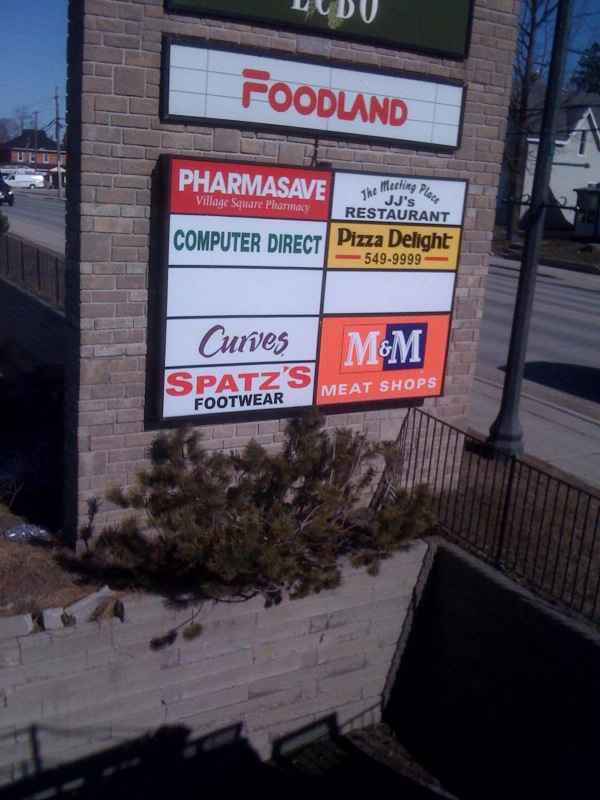 LCBO
FOODLAND
PHARMASAVE
Village Square Pharmacy
The Meeting Place
JJ's
RESTAURANT
COMPUTER DIRECT
Pizza Delight
549-9999
Curves
M&M
MEAT SHOPS
SPATZ'S
FOOTWEAR